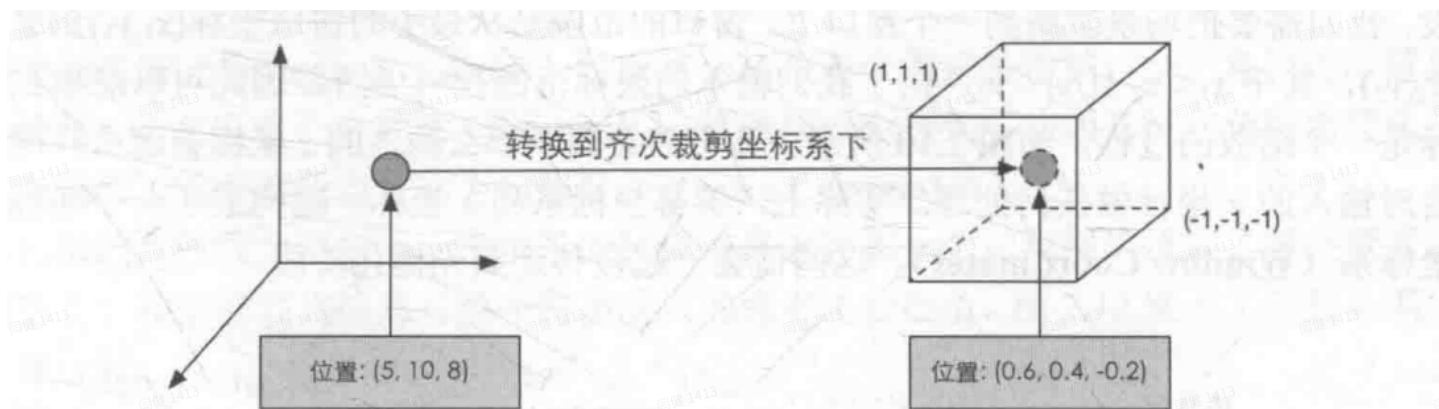 (1,1,1)
转换到齐次裁剪坐标系下
(-1,-1,-1)
位置: (5, 10, 8)
位置: (0.6, 0.4, -0.2)